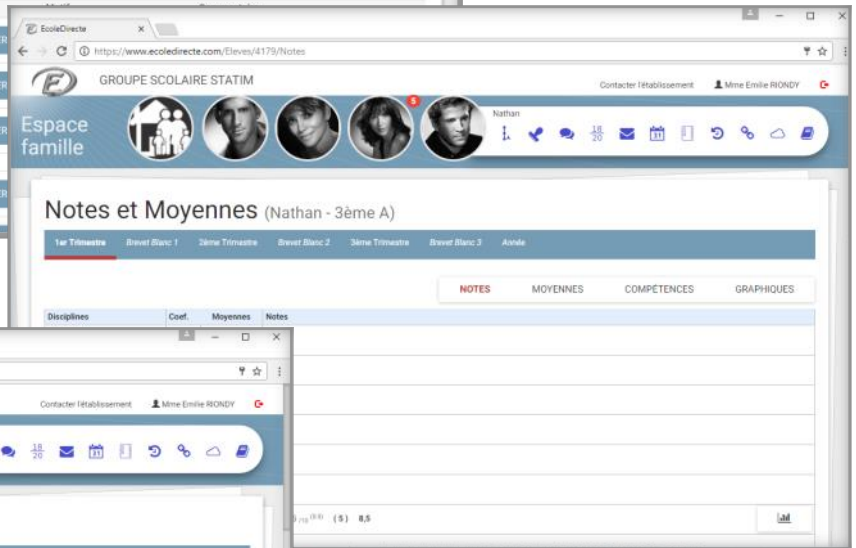 EcoleDirecte
https://www.ecoledirecte.com/Eleves/4179/Notes
GROUPE SCOLAIRE STATIM
Contacter l'établissement Mme Emilie RIONDY
Espace famille
5
Nathan
18/20
31
Notes et Moyennes (Nathan - 3ème A)
1er Trimestre Brevet Blanc 1 2ème Trimestre Brevet Blanc 2 3ème Trimestre Brevet Blanc 3 Année
NOTES MOYENNES COMPÉTENCES GRAPHIQUES
Disciplines Coef. Moyennes Notes
(5) 8,5
Contacter l'établissement Mme Emilie RIONDY
18/20
31